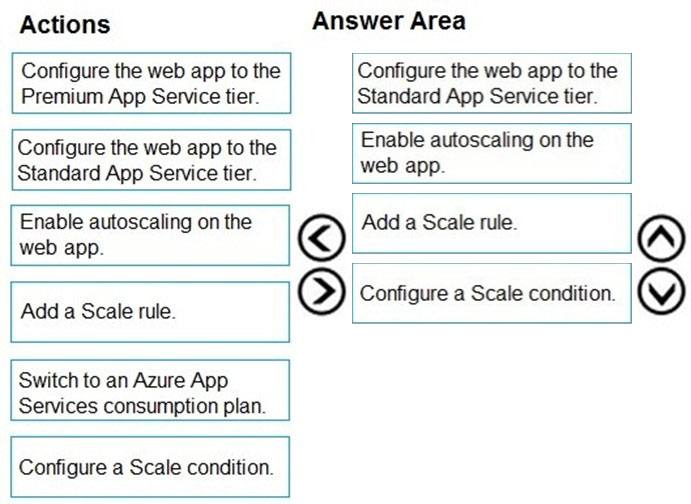 Actions
Configure the web app to the
Premium App Service tier.
Configure the web app to the
Standard App Service tier.
Enable autoscaling on the
web app.
Add a Scale rule.
Switch to an Azure App
Services consumption plan.
Configure a Scale condition.
Answer Area
Configure the web app to the
Standard App Service tier.
Enable autoscaling on the
web app.
Add a Scale rule.
Configure a Scale condition.